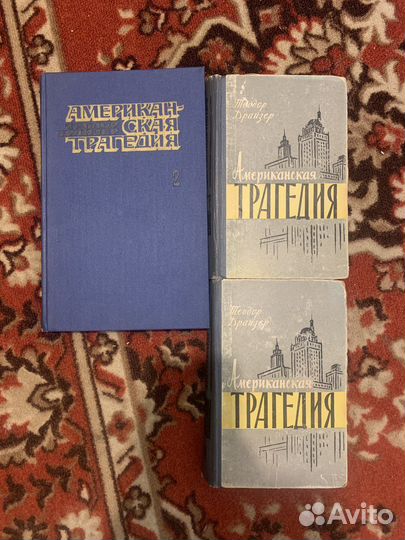 АМЕРИКАН-
СКАЯ
ТРАГЕДИЯ
2
Теодор
Драйзер
Американская
ТРАГЕДИЯ
Теодор
Драйзер
Американская
ТРАГЕДИЯ
Avito